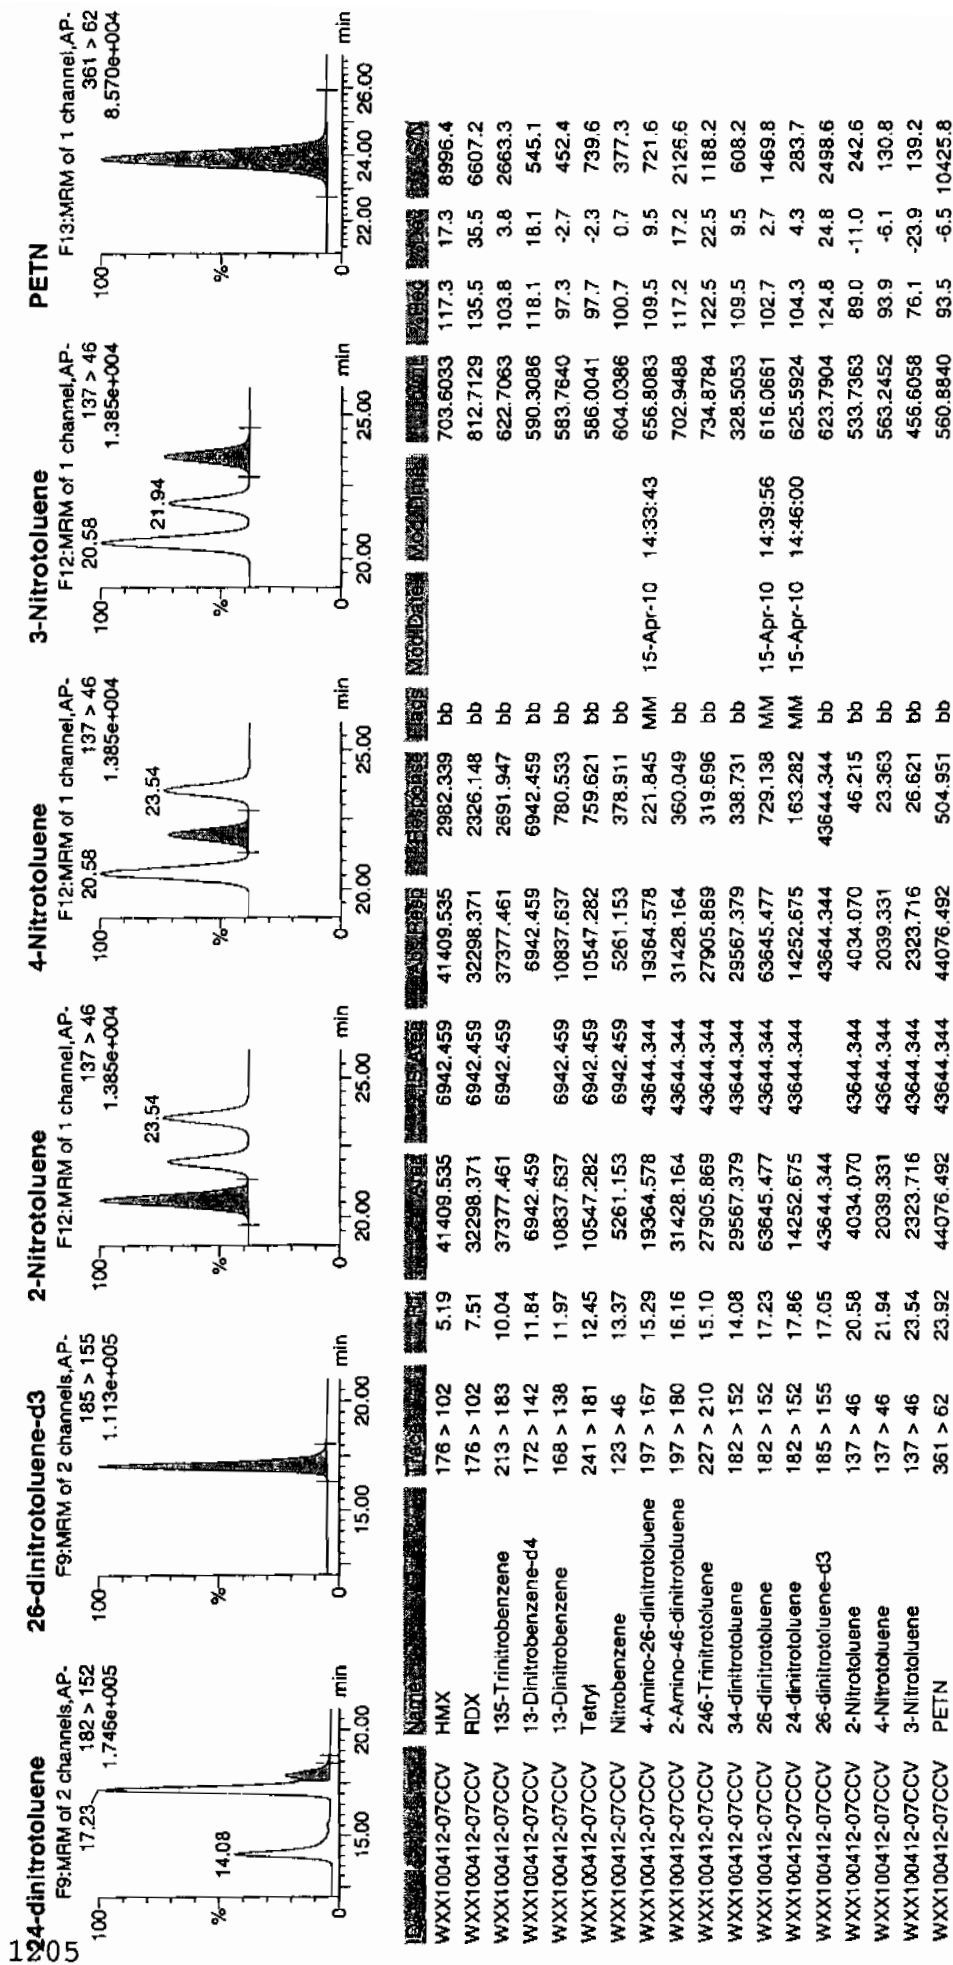 24-dinitrotoluene
F9:MRM of 2 channels,AP-
182 > 152
1.746e+005
17.23
14.08
100
%
0
15.00 20.00 min
26-dinitrotoluene-d3
F9:MRM of 2 channels,AP-
185 > 155
1.113e+005
100
%
0
15.00 20.00 min
2-Nitrotoluene
F12:MRM of 1 channel,AP-
137 > 46
1.385e+004
23.54
100
%
0
20.00 25.00 min
4-Nitrotoluene
F12:MRM of 1 channel,AP-
137 > 46
1.385e+004
20.58
23.54
100
%
0
20.00 25.00 min
3-Nitrotoluene
F12:MRM of 1 channel,AP-
137 > 46
1.385e+004
20.58
21.94
100
%
0
20.00 25.00 min
PETN
F13:MRM of 1 channel,AP-
361 > 62
8.570e+004
100
%
0
22.00 24.00 26.00 min
Name Trace RT Area IS Area Abs.Resp Response Flags ModDate ModTime %Rec
WXX100412-07CCV HMX 176 > 102 5.19 41409.535 6942.459 41409.535 2982.339 bb 703.6033 117.3 17.3 8996.4
WXX100412-07CCV RDX 176 > 102 7.51 32298.371 6942.459 32298.371 2326.148 bb 812.7129 135.5 35.5 6607.2
WXX100412-07CCV 135-Trinitrobenzene 213 > 183 10.04 37377.461 6942.459 37377.461 2691.947 bb 622.7063 103.8 3.8 2663.3
WXX100412-07CCV 13-Dinitrobenzene-d4 172 > 142 11.84 6942.459 6942.459 6942.459 bb 590.3086 118.1 18.1 545.1
WXX100412-07CCV 13-Dinitrobenzene 168 > 138 11.97 10837.637 6942.459 10837.637 780.533 bb 583.7640 97.3 -2.7 452.4
WXX100412-07CCV Tetryl 241 > 181 12.45 10547.282 6942.459 10547.282 759.621 bb 586.0041 97.7 -2.3 739.6
WXX100412-07CCV Nitrobenzene 123 > 46 13.37 5261.153 6942.459 5261.153 378.911 bb 604.0386 100.7 0.7 377.3
WXX100412-07CCV 4-Amino-26-dinitrotoluene 197 > 167 15.29 19364.578 43644.344 19364.578 221.845 MM 15-Apr-10 14:33:43 656.8083 109.5 9.5 721.6
WXX100412-07CCV 2-Amino-46-dinitrotoluene 197 > 180 16.16 31428.164 43644.344 31428.164 360.049 bb 702.9488 117.2 17.2 2126.6
WXX100412-07CCV 246-Trinitrotoluene 227 > 210 15.10 27905.869 43644.344 27905.869 319.696 bb 734.8784 122.5 22.5 1188.2
WXX100412-07CCV 34-dinitrotoluene 182 > 152 14.08 29567.379 43644.344 29567.379 338.731 bb 328.5053 109.5 9.5 608.2
WXX100412-07CCV 26-dinitrotoluene 182 > 152 17.23 63645.477 43644.344 63645.477 729.138 MM 15-Apr-10 14:39:56 616.0661 102.7 2.7 1469.8
WXX100412-07CCV 24-dinitrotoluene 182 > 152 17.86 14252.675 43644.344 14252.675 163.282 MM 15-Apr-10 14:46:00 625.5924 104.3 4.3 283.7
WXX100412-07CCV 26-dinitrotoluene-d3 185 > 155 17.05 43644.344 43644.344 43644.344 bb 623.7904 124.8 24.8 2498.6
WXX100412-07CCV 2-Nitrotoluene 137 > 46 20.58 4034.070 43644.344 4034.070 46.215 bb 533.7363 89.0 -11.0 242.6
WXX100412-07CCV 4-Nitrotoluene 137 > 46 21.94 2039.331 43644.344 2039.331 23.363 bb 563.2452 93.9 -6.1 130.8
WXX100412-07CCV 3-Nitrotoluene 137 > 46 23.54 2323.716 43644.344 2323.716 26.621 bb 456.6058 76.1 -23.9 139.2
WXX100412-07CCV PETN 361 > 62 23.92 44076.492 43644.344 44076.492 504.951 bb 560.8840 93.5 -6.5 10425.8
1205